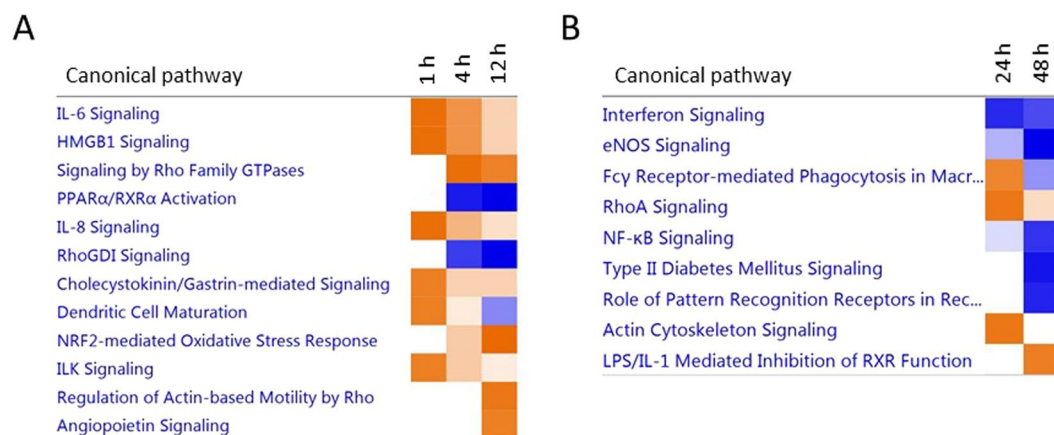 A
B
Canonical pathway 1 h 4 h 12 h
IL-6 Signaling
HMGB1 Signaling
Signaling by Rho Family GTPases
PPARα/RXRα Activation
IL-8 Signaling
RhoGDI Signaling
Cholecystokinin/Gastrin-mediated Signaling
Dendritic Cell Maturation
NRF2-mediated Oxidative Stress Response
ILK Signaling
Regulation of Actin-based Motility by Rho
Angiopoietin Signaling
Canonical pathway 24 h 48 h
Interferon Signaling
eNOS Signaling
Fcγ Receptor-mediated Phagocytosis in Macr...
RhoA Signaling
NF-κB Signaling
Type II Diabetes Mellitus Signaling
Role of Pattern Recognition Receptors in Rec...
Actin Cytoskeleton Signaling
LPS/IL-1 Mediated Inhibition of RXR Function